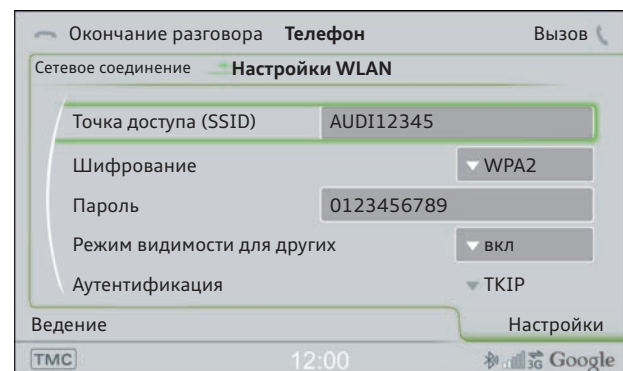 Окончание разговора Телефон Вызов
Сетевое соединение Настройки WLAN
Точка доступа (SSID) AUDI12345
Шифрование WPA2
Пароль 0123456789
Режим видимости для других вкл
Аутентификация TKIP
Ведение Настройки
TMC 12:00 3G Google